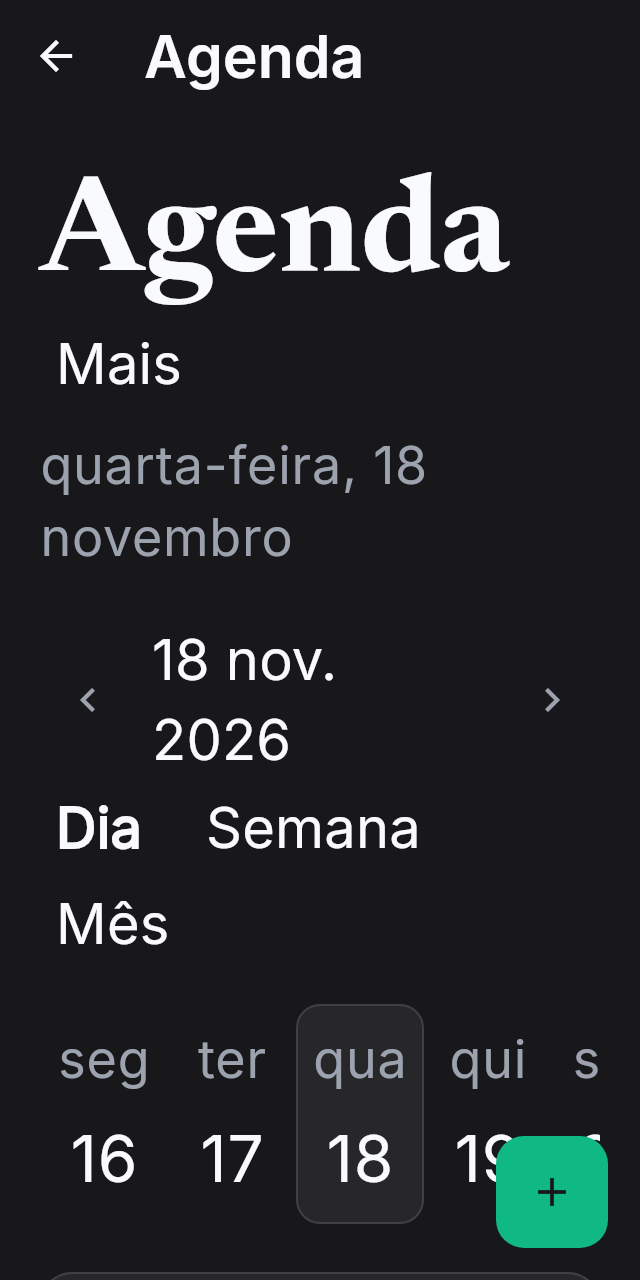 Agenda
Agenda
Mais
quarta-feira, 18
novembro
18 nov.
2026
Dia Semana
Mês
seg ter qua qui s
16 17 18 19